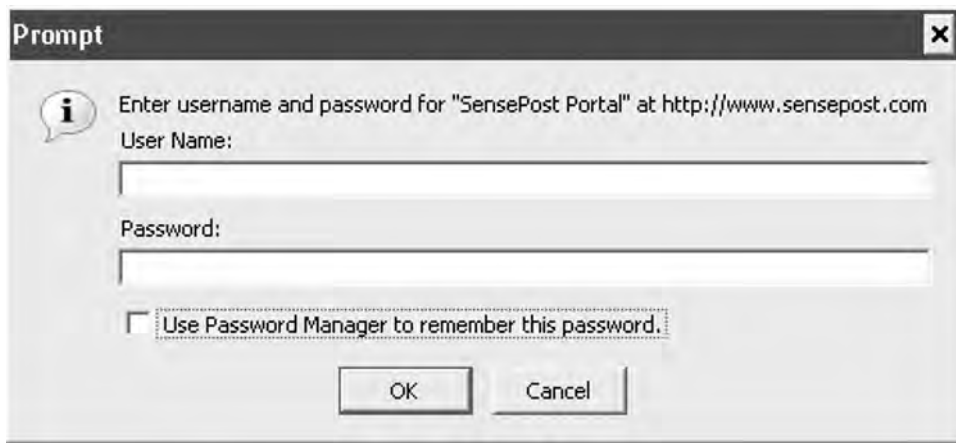 Prompt
Enter username and password for "SensePost Portal" at http://www.sensepost.com
User Name:
Password:
Use Password Manager to remember this password.
OK Cancel